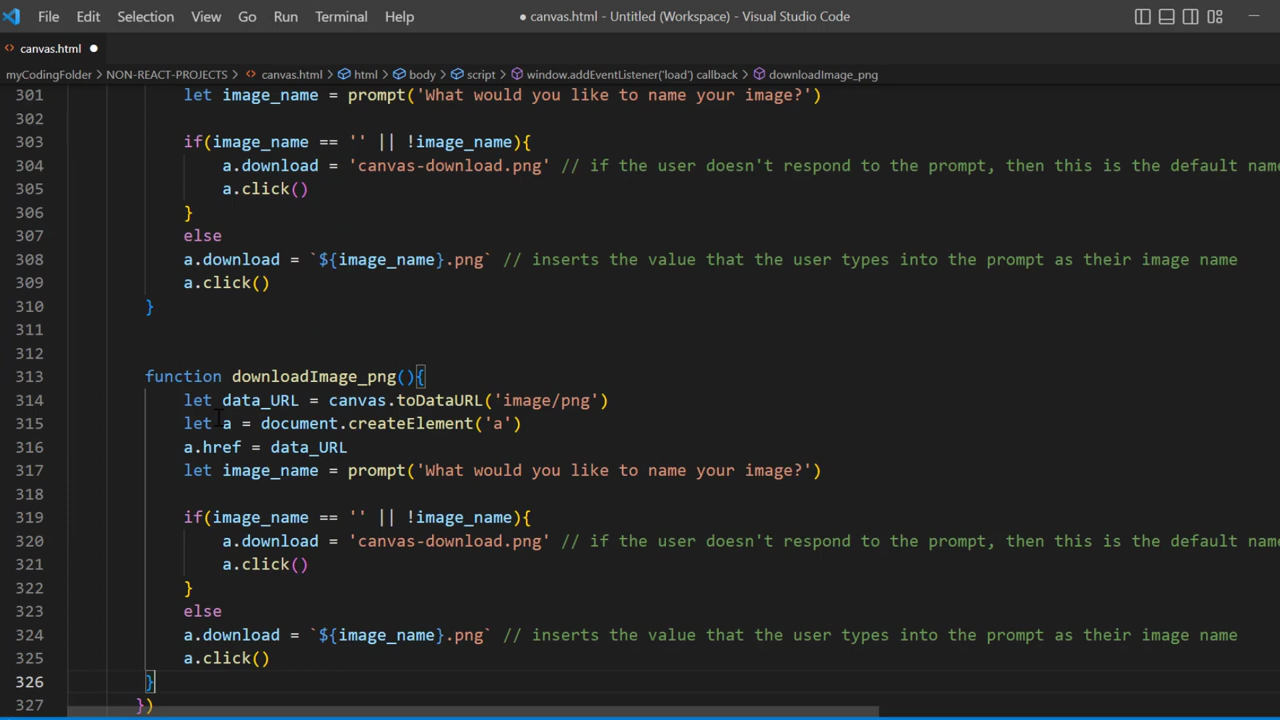 File Edit Selection View Go Run Terminal Help ● canvas.html - Untitled (Workspace) - Visual Studio Code
canvas.html ●
myCodingFolder > NON-REACT-PROJECTS > canvas.html > html > body > script > window.addEventListener('load') callback > downloadImage_png
301 let image_name = prompt('What would you like to name your image?')
302
303 if(image_name == '' || !image_name){
304 a.download = 'canvas-download.png' // if the user doesn't respond to the prompt, then this is the default name
305 a.click()
306 }
307 else
308 a.download = `${image_name}.png` // inserts the value that the user types into the prompt as their image name
309 a.click()
310 }
311
312
313 function downloadImage_png(){
314 let data_URL = canvas.toDataURL('image/png')
315 let a = document.createElement('a')
316 a.href = data_URL
317 let image_name = prompt('What would you like to name your image?')
318
319 if(image_name == '' || !image_name){
320 a.download = 'canvas-download.png' // if the user doesn't respond to the prompt, then this is the default name
321 a.click()
322 }
323 else
324 a.download = `${image_name}.png` // inserts the value that the user types into the prompt as their image name
325 a.click()
326 }
327 })